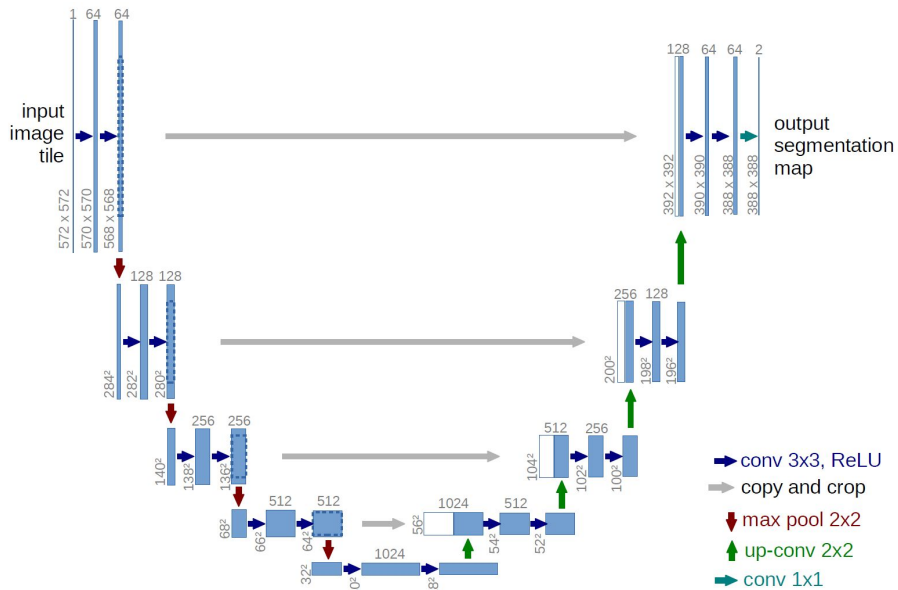 1 64 64
128 64 64 2
input
image
tile
output
segmentation
map
572 x 572
570 x 570
568 x 568
392 x 392
390 x 390
388 x 388
388 x 388
128 128
256 128
284²
282²
280²
200²
198²
196²
256 256
512 256
140²
138²
136²
104²
102²
100²
512 512
1024 512
68²
66²
64²
56²
54²
52²
1024
32²
0²
8²
conv 3x3, ReLU
copy and crop
max pool 2x2
up-conv 2x2
conv 1x1